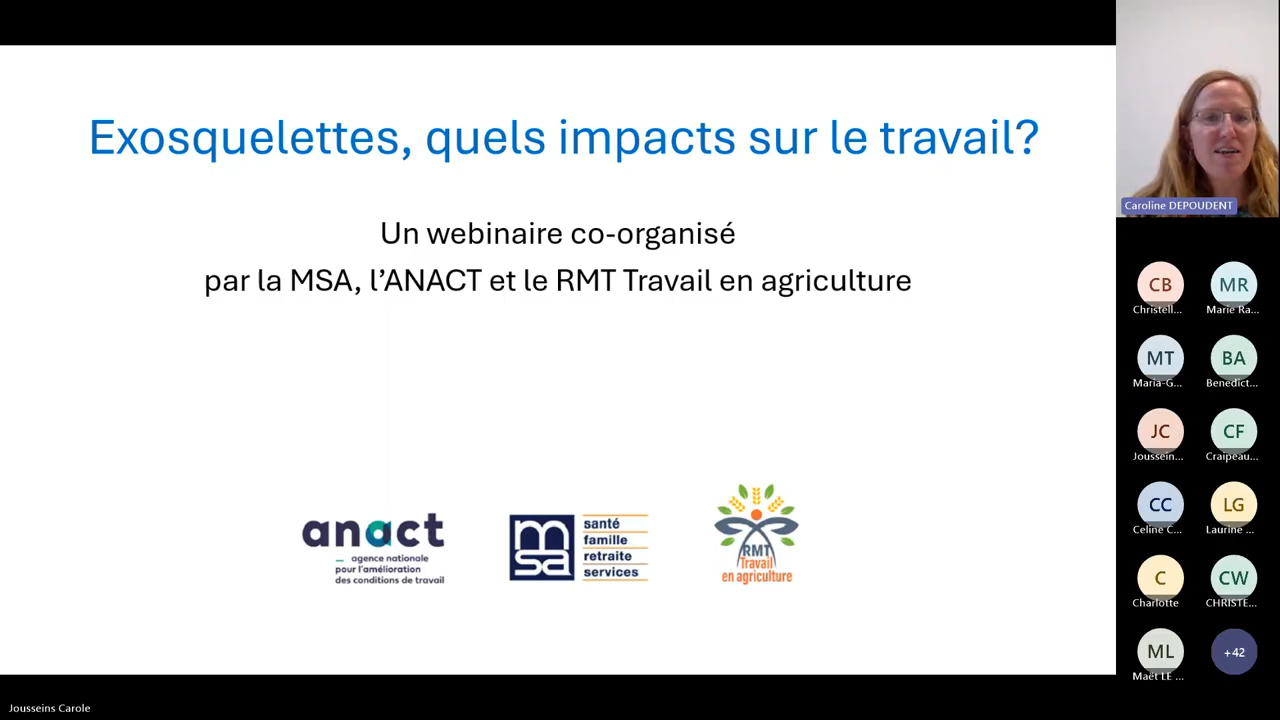 Exosquelettes, quels impacts sur le travail?
Un webinaire co-organisé
par la MSA, l'ANACT et le RMT Travail en agriculture
anact
agence nationale
pour l'amélioration
des conditions de travail
msa
santé
famille
retraite
services
RMT
Travail
en agriculture
Caroline DEPOUDENT
CB
Christell...
MR
Marie Ra...
MT
Maria-G...
BA
Benedict...
JC
Joussein...
CF
Craipeau...
CC
Celine C...
LG
Laurine ...
C
Charlotte
CW
CHRISTE...
ML
Maët LE ...
+42
Jousseins Carole